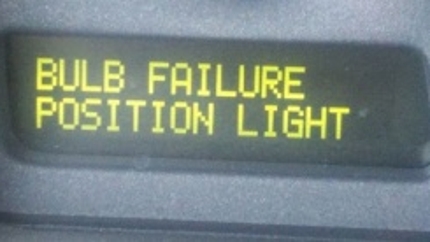 BULB FAILURE
POSITION LIGHT